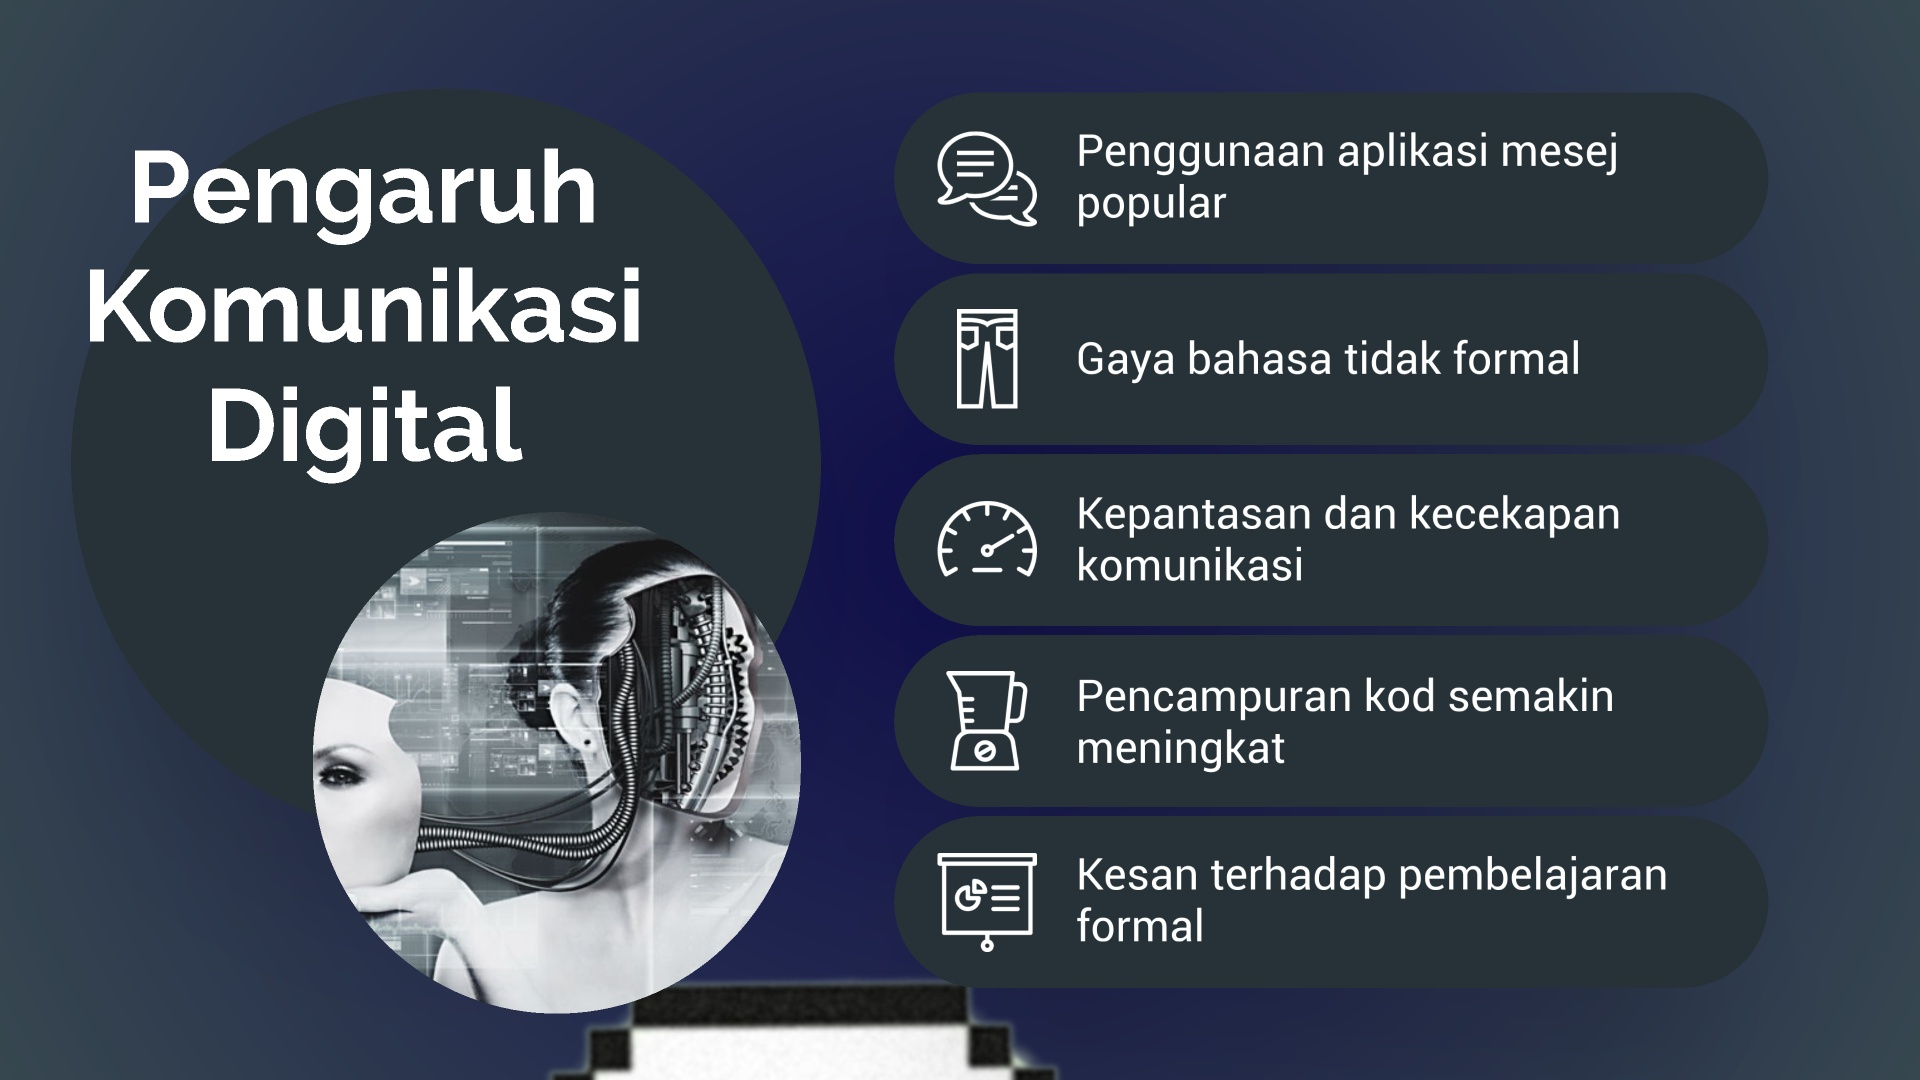 Pengaruh
Komunikasi
Digital
Penggunaan aplikasi mesej
popular
Gaya bahasa tidak formal
Kepantasan dan kecekapan
komunikasi
Pencampuran kod semakin
meningkat
Kesan terhadap pembelajaran
formal